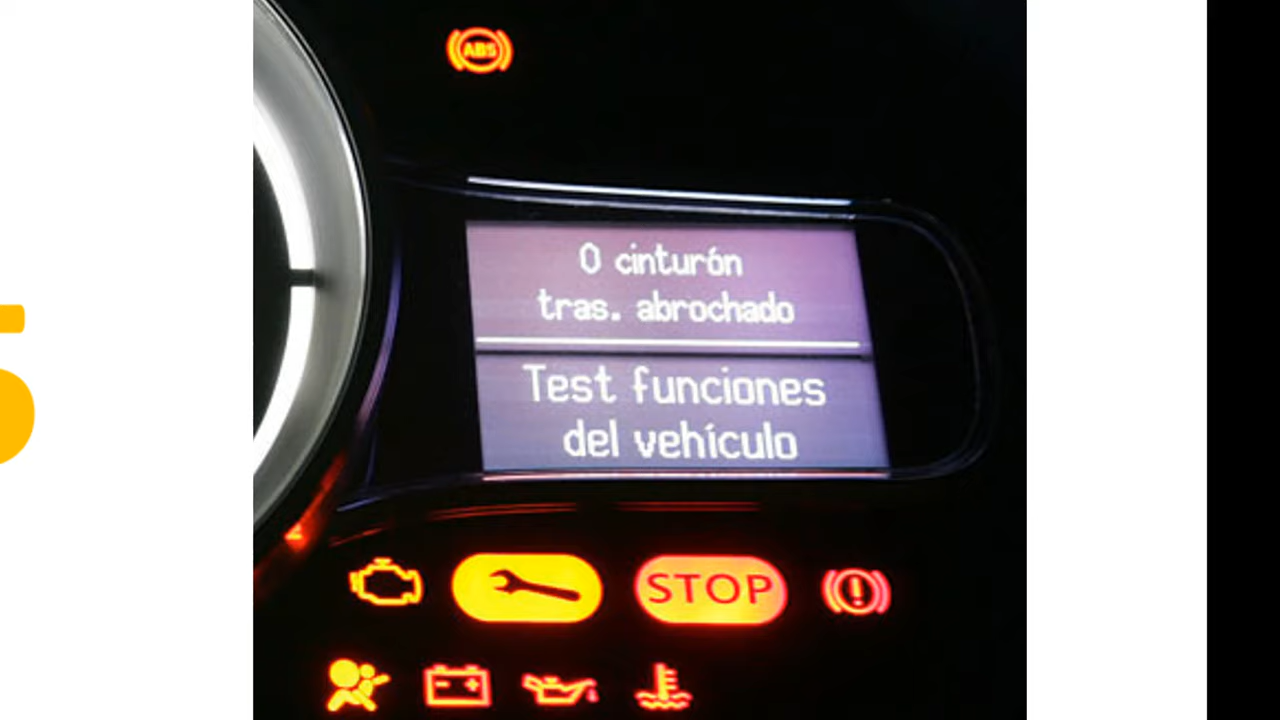 ABS
0 cinturón
tras. abrochado
Test funciones
del vehículo
STOP